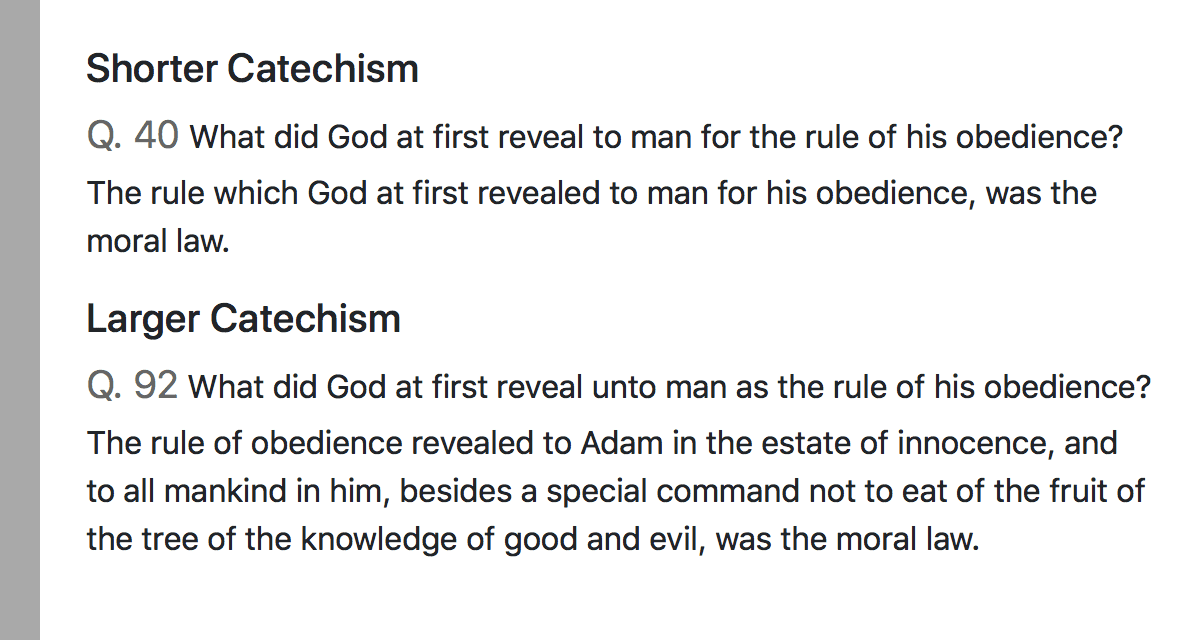 Shorter Catechism
Q. 40 What did God at first reveal to man for the rule of his obedience?
The rule which God at first revealed to man for his obedience, was the
moral law.
Larger Catechism
Q. 92 What did God at first reveal unto man as the rule of his obedience?
The rule of obedience revealed to Adam in the estate of innocence, and
to all mankind in him, besides a special command not to eat of the fruit of
the tree of the knowledge of good and evil, was the moral law.